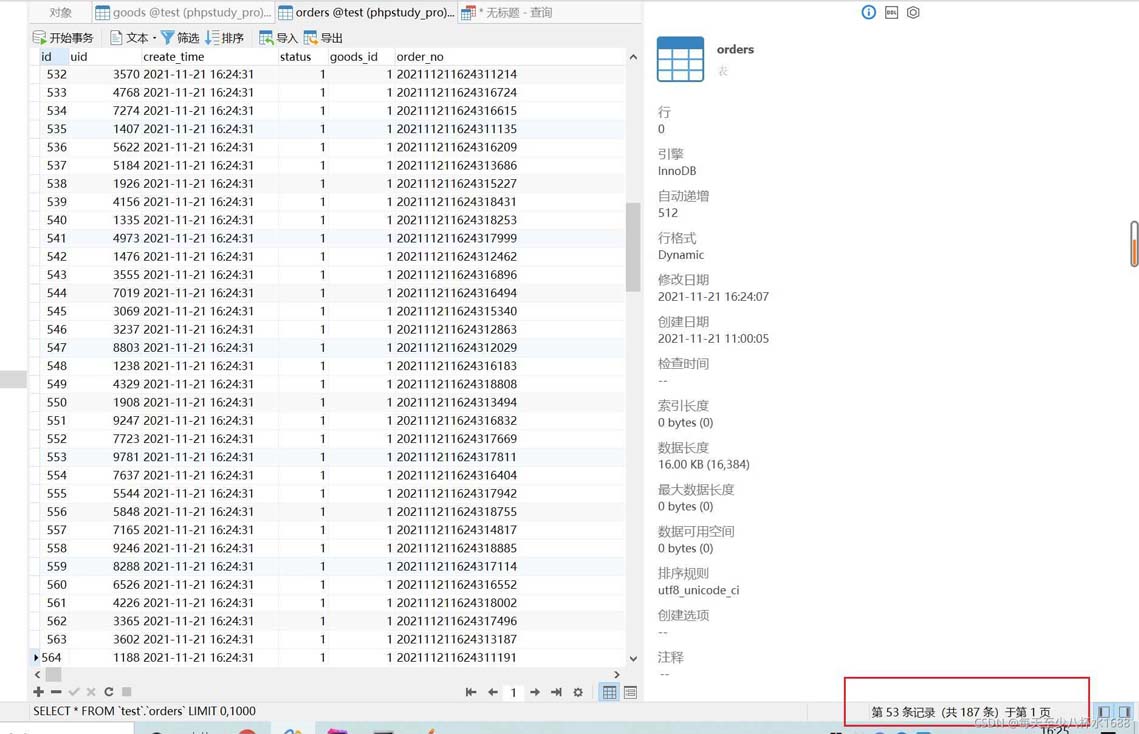 对象 goods @test (phpstudy_pro)... orders @test (phpstudy_pro)... * 无标题 - 查询
开始事务 文本 筛选 排序 导入 导出
id uid create_time status goods_id order_no
532 3570 2021-11-21 16:24:31 1 1 202111211624311214
533 4768 2021-11-21 16:24:31 1 1 202111211624316724
534 7274 2021-11-21 16:24:31 1 1 202111211624316615
535 1407 2021-11-21 16:24:31 1 1 202111211624311135
536 5622 2021-11-21 16:24:31 1 1 202111211624316209
537 5184 2021-11-21 16:24:31 1 1 202111211624313686
538 1926 2021-11-21 16:24:31 1 1 202111211624315227
539 4156 2021-11-21 16:24:31 1 1 202111211624318431
540 1335 2021-11-21 16:24:31 1 1 202111211624318253
541 4973 2021-11-21 16:24:31 1 1 202111211624317999
542 1476 2021-11-21 16:24:31 1 1 202111211624312462
543 3555 2021-11-21 16:24:31 1 1 202111211624316896
544 7019 2021-11-21 16:24:31 1 1 202111211624316494
545 3069 2021-11-21 16:24:31 1 1 202111211624315340
546 3237 2021-11-21 16:24:31 1 1 202111211624312863
547 8803 2021-11-21 16:24:31 1 1 202111211624312029
548 1238 2021-11-21 16:24:31 1 1 202111211624316183
549 4329 2021-11-21 16:24:31 1 1 202111211624318808
550 1908 2021-11-21 16:24:31 1 1 202111211624313494
551 9247 2021-11-21 16:24:31 1 1 202111211624316832
552 7723 2021-11-21 16:24:31 1 1 202111211624317669
553 9781 2021-11-21 16:24:31 1 1 202111211624317811
554 7637 2021-11-21 16:24:31 1 1 202111211624316404
555 5544 2021-11-21 16:24:31 1 1 202111211624317942
556 5848 2021-11-21 16:24:31 1 1 202111211624318755
557 7165 2021-11-21 16:24:31 1 1 202111211624314817
558 9246 2021-11-21 16:24:31 1 1 202111211624318885
559 8288 2021-11-21 16:24:31 1 1 202111211624317114
560 6526 2021-11-21 16:24:31 1 1 202111211624316552
561 4226 2021-11-21 16:24:31 1 1 202111211624318002
562 3365 2021-11-21 16:24:31 1 1 202111211624317496
563 3602 2021-11-21 16:24:31 1 1 202111211624313187
564 1188 2021-11-21 16:24:31 1 1 202111211624311191
1
SELECT * FROM `test`.`orders` LIMIT 0,1000
DDL
orders
表
行
0
引擎
InnoDB
自动递增
512
行格式
Dynamic
修改日期
2021-11-21 16:24:07
创建日期
2021-11-21 11:00:05
检查时间
--
索引长度
0 bytes (0)
数据长度
16.00 KB (16,384)
最大数据长度
0 bytes (0)
数据可用空间
0 bytes (0)
排序规则
utf8_unicode_ci
创建选项
--
注释
--
第 53 条记录 (共 187 条) 于第 1 页
CSDN @每天至少八杯水1688
16:25